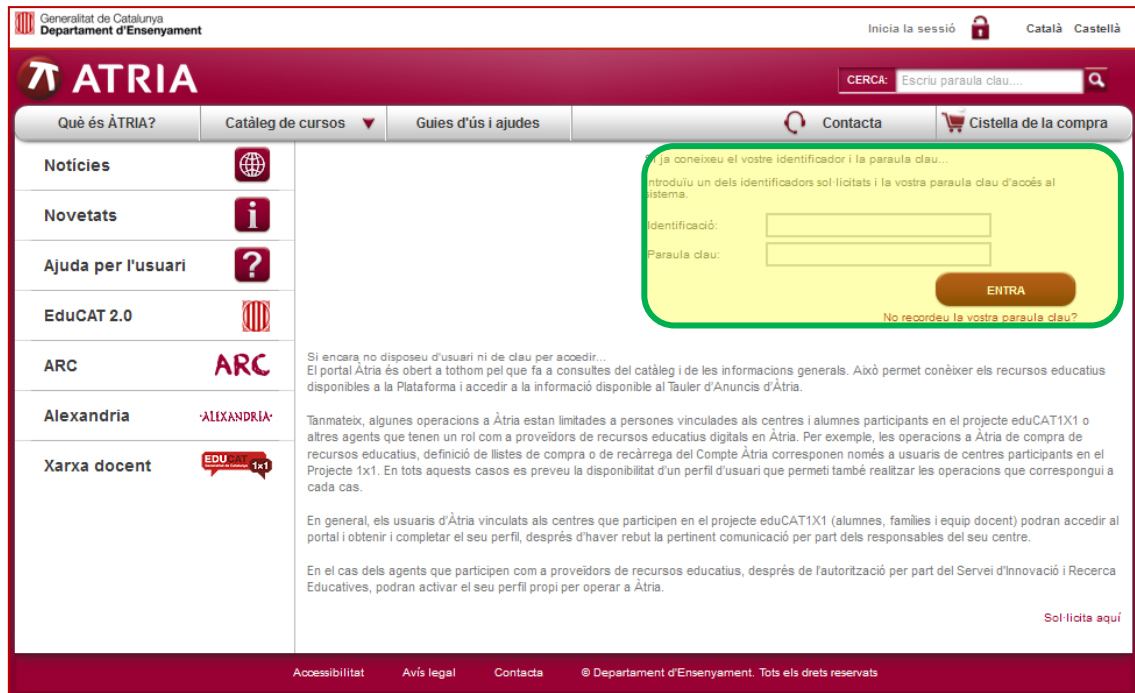 Generalitat de Catalunya
Departament d'Ensenyament
Inicia la sessió
Català Castellà
ATRIA
CERCA: Escriu paraula clau....
Què és ÀTRIA?
Catàleg de cursos
Guies d'ús i ajudes
Contacta
Cistella de la compra
Notícies
Novetats
Ajuda per l'usuari
EduCAT 2.0
ARC ARC
Alexandria ·ALEXANDRIA·
Xarxa docent EDUCAT 1x1
Si ja coneixeu el vostre identificador i la paraula clau...
Introduïu un dels identificadors sol·licitats i la vostra paraula clau d'accés al
sistema.
Identificació:
Paraula clau:
ENTRA
No recordeu la vostra paraula clau?
Si encara no disposeu d'usuari ni de clau per accedir...
El portal Àtria és obert a tothom pel que fa a consultes del catàleg i de les informacions generals. Això permet conèixer els recursos educatius
disponibles a la Plataforma i accedir a la informació disponible al Tauler d'Anuncis d'Àtria.
Tanmateix, algunes operacions a Àtria estan limitades a persones vinculades als centres i alumnes participants en el projecte eduCAT1X1 o
altres agents que tenen un rol com a proveïdors de recursos educatius digitals en Àtria. Per exemple, les operacions a Àtria de compra de
recursos educatius, definició de llistes de compra o de recàrrega del Compte Àtria corresponen només a usuaris de centres participants en el
Projecte 1x1. En tots aquests casos es preveu la disponibilitat d'un perfil d'usuari que permeti també realitzar les operacions que correspongui a
cada cas.
En general, els usuaris d'Àtria vinculats als centres que participen en el projecte eduCAT1X1 (alumnes, famílies i equip docent) podran accedir al
portal i obtenir i completar el seu perfil, després d'haver rebut la pertinent comunicació per part dels responsables del seu centre.
En el cas dels agents que participen com a proveïdors de recursos educatius, després de l'autorització per part del Servei d'Innovació i Recerca
Educatives, podran activar el seu perfil propi per operar a Àtria.
Sol·licita aquí
Accessibilitat
Avís legal
Contacta
© Departament d'Ensenyament. Tots els drets reservats